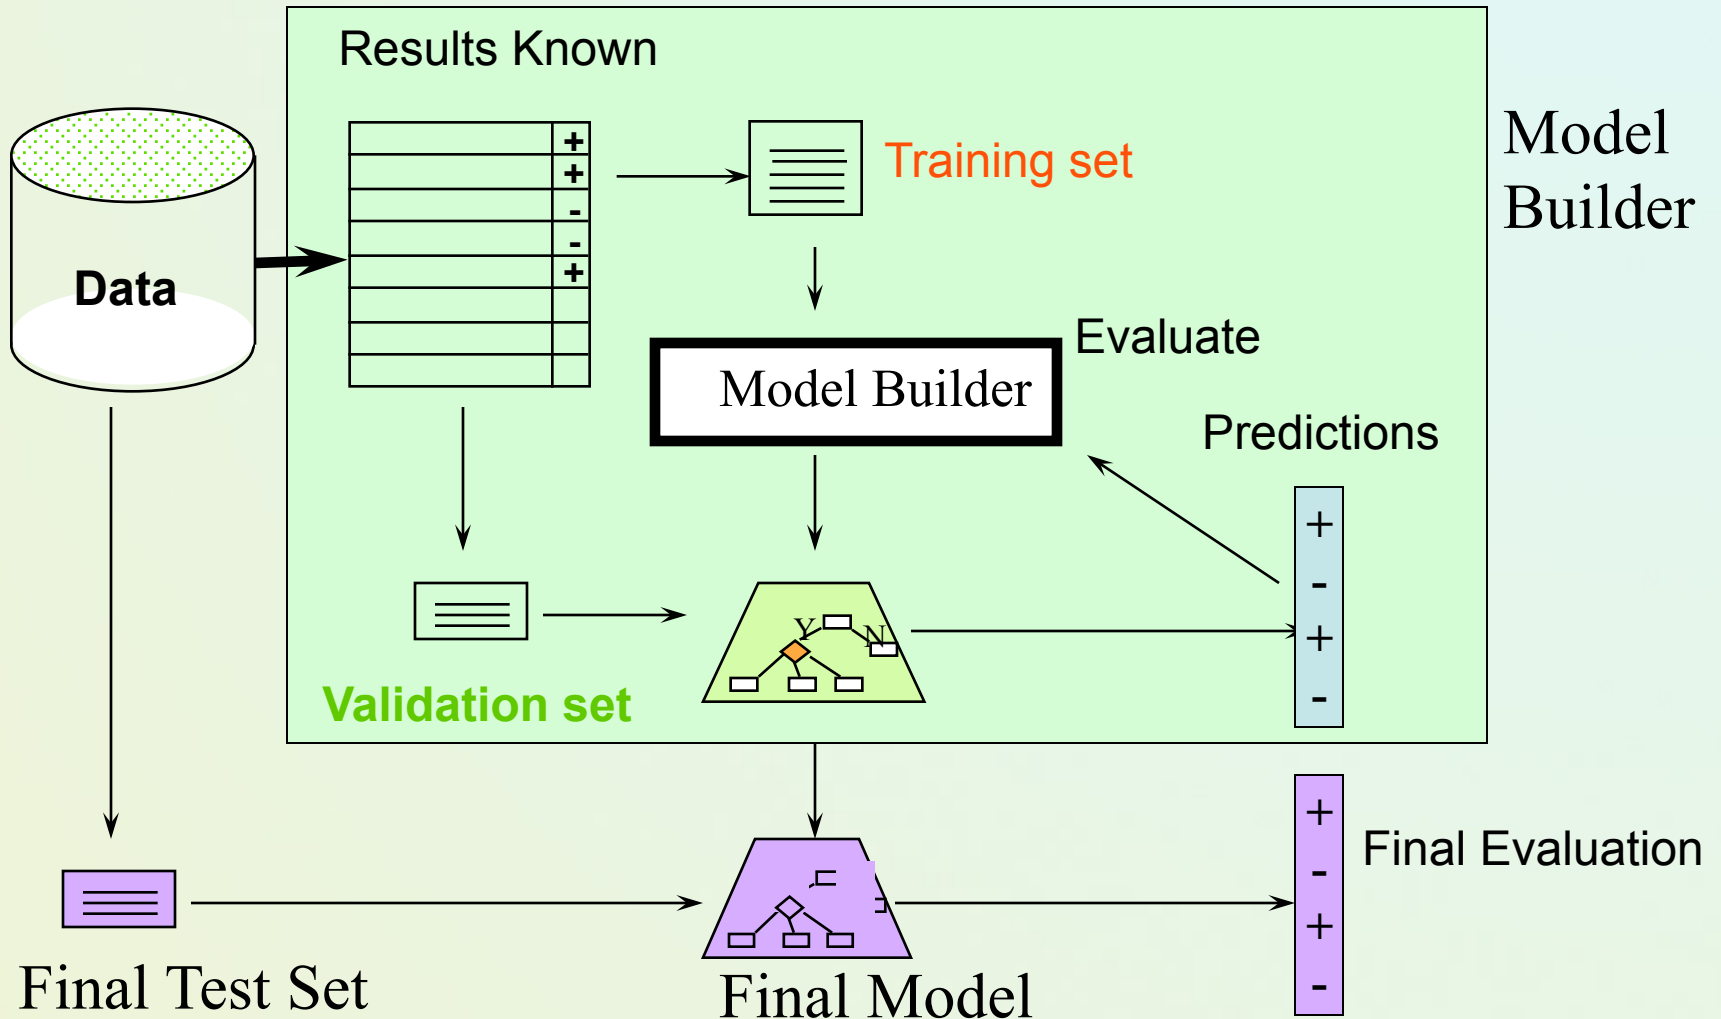 Results Known
Model
Builder
+
+
-
-
+
Training set
Data
Evaluate
Model Builder
Predictions
+
-
+
-
Y
N
Validation set
+
-
+
-
Final Evaluation
Final Test Set
Final Model